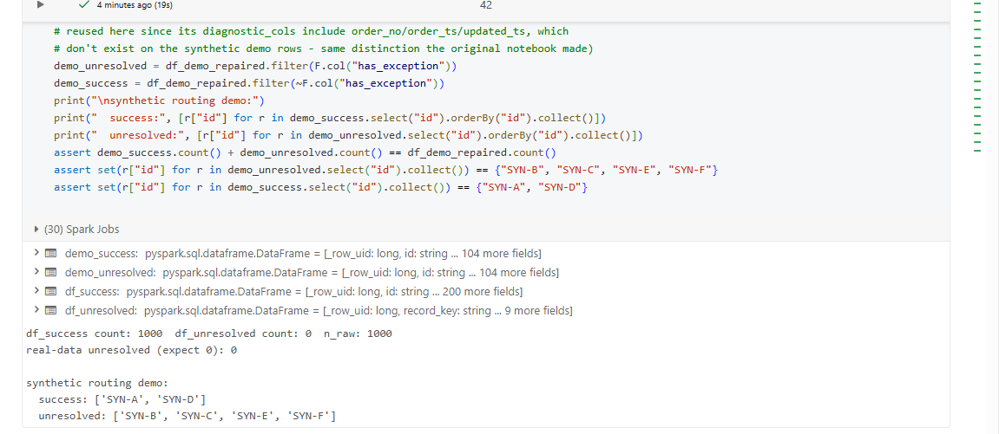 4 minutes ago (19s)
42
# reused here since its diagnostic_cols include order_no/order_ts/updated_ts, which
# don't exist on the synthetic demo rows - same distinction the original notebook made)
demo_unresolved = df_demo_repaired.filter(F.col("has_exception"))
demo_success = df_demo_repaired.filter(~F.col("has_exception"))
print("\nsynthetic routing demo:")
print("  success:", [r["id"] for r in demo_success.select("id").orderBy("id").collect()])
print("  unresolved:", [r["id"] for r in demo_unresolved.select("id").orderBy("id").collect()])
assert demo_success.count() + demo_unresolved.count() == df_demo_repaired.count()
assert set(r["id"] for r in demo_unresolved.select("id").collect()) == {"SYN-B", "SYN-C", "SYN-E", "SYN-F"}
assert set(r["id"] for r in demo_success.select("id").collect()) == {"SYN-A", "SYN-D"}
(30) Spark Jobs
demo_success: pyspark.sql.dataframe.DataFrame = [_row_uid: long, id: string ... 104 more fields]
demo_unresolved: pyspark.sql.dataframe.DataFrame = [_row_uid: long, id: string ... 104 more fields]
df_success: pyspark.sql.dataframe.DataFrame = [_row_uid: long, id: string ... 200 more fields]
df_unresolved: pyspark.sql.dataframe.DataFrame = [_row_uid: long, record_key: string ... 9 more fields]
df_success count: 1000  df_unresolved count: 0  n_raw: 1000
real-data unresolved (expect 0): 0
synthetic routing demo:
  success: ['SYN-A', 'SYN-D']
  unresolved: ['SYN-B', 'SYN-C', 'SYN-E', 'SYN-F']